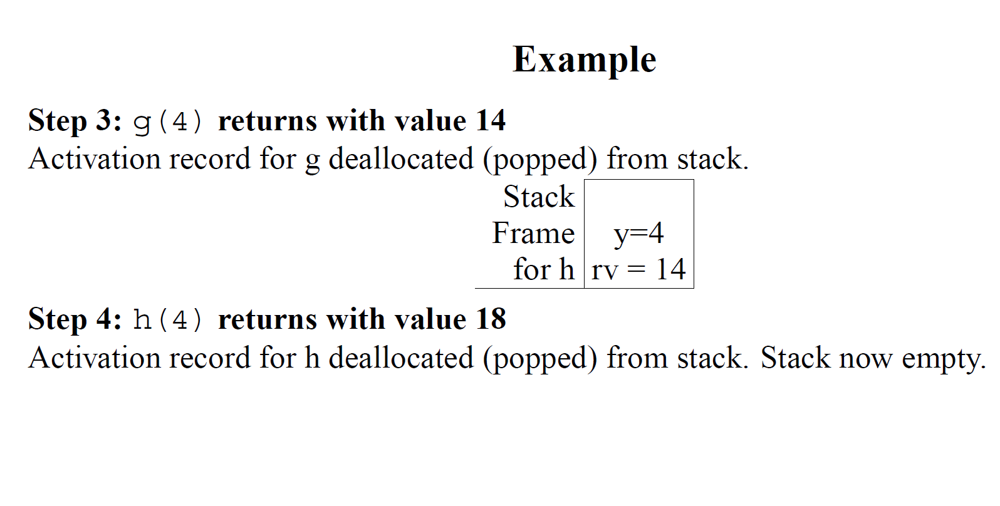 Example
Step 3: g(4) returns with value 14
Activation record for g deallocated (popped) from stack.
Stack
Frame y=4
for h rv = 14
Step 4: h(4) returns with value 18
Activation record for h deallocated (popped) from stack. Stack now empty.